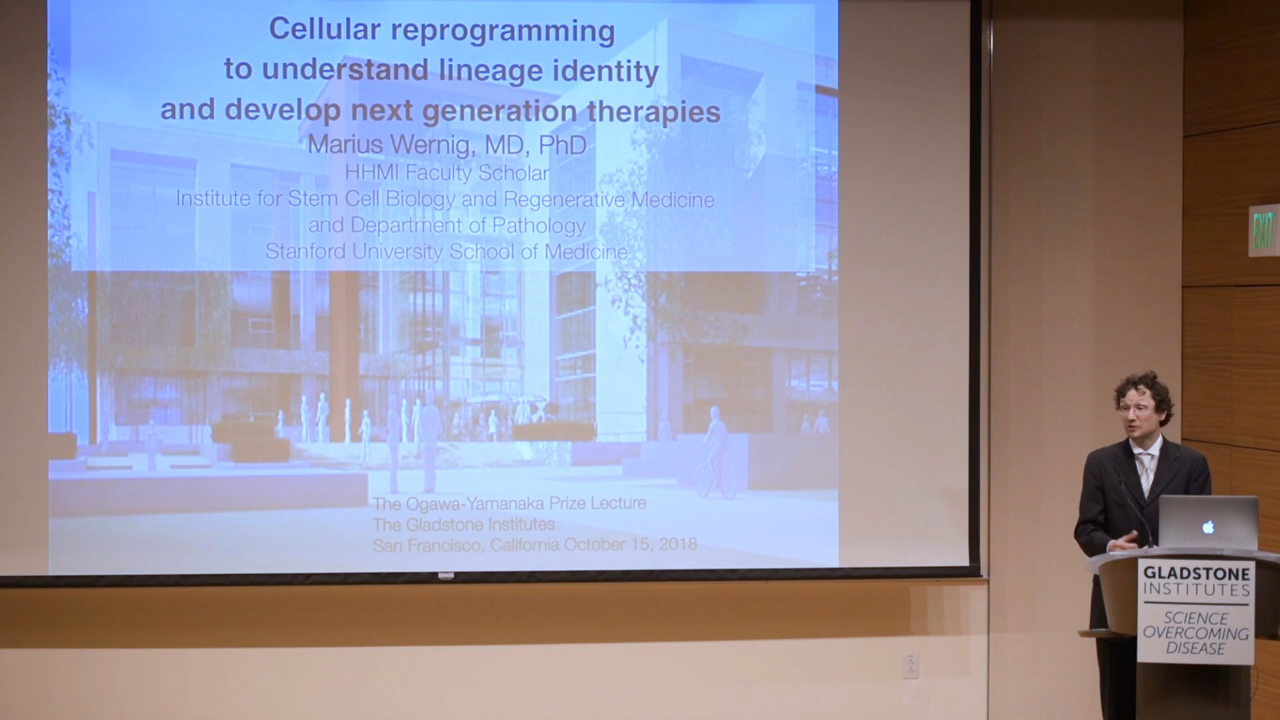 Cellular reprogramming
to understand lineage identity
and develop next generation therapies
Marius Wernig, MD, PhD
HHMI Faculty Scholar
Institute for Stem Cell Biology and Regenerative Medicine
and Department of Pathology
Stanford University School of Medicine
The Ogawa-Yamanaka Prize Lecture
The Gladstone Institutes
San Francisco, California October 15, 2018
EXIT
GLADSTONE
INSTITUTES
SCIENCE
OVERCOMING
DISEASE